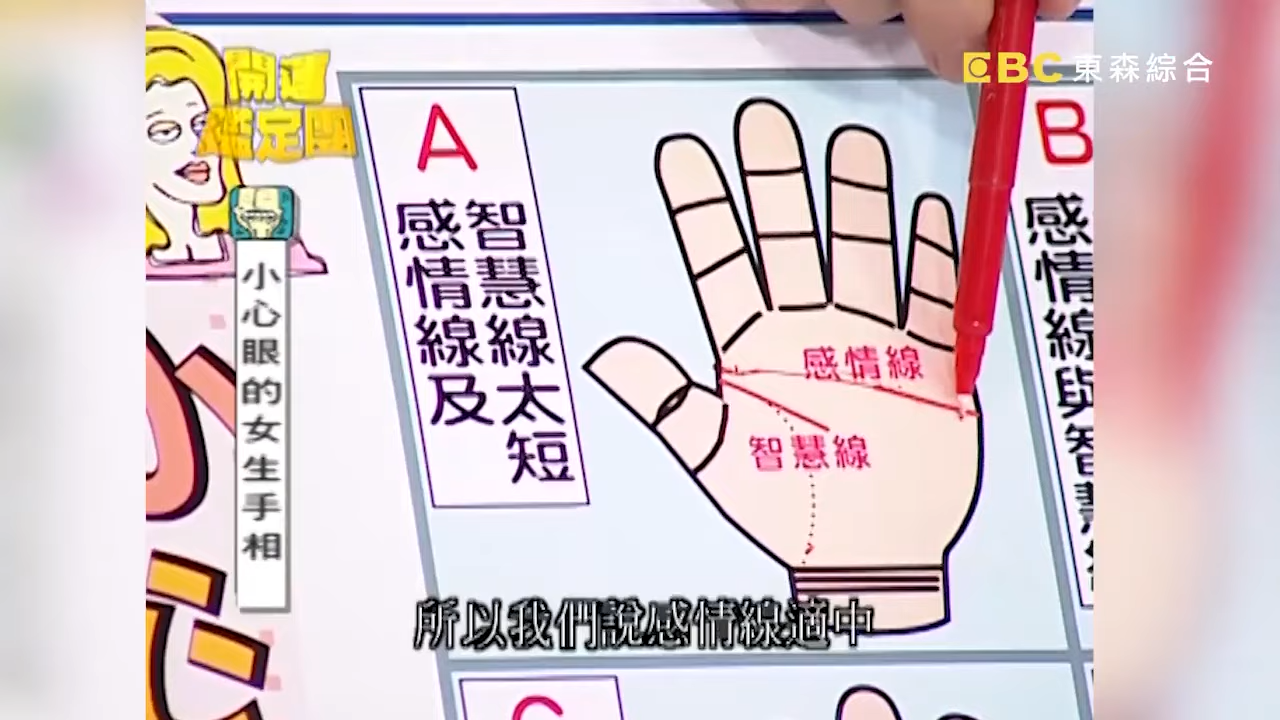 開運
鑑定團
EBC 東森綜合
小心眼的女生手相
A
智慧線太短
感情線及
感情線
智慧線
B
感情線與智慧
C
所以我們說感情線適中